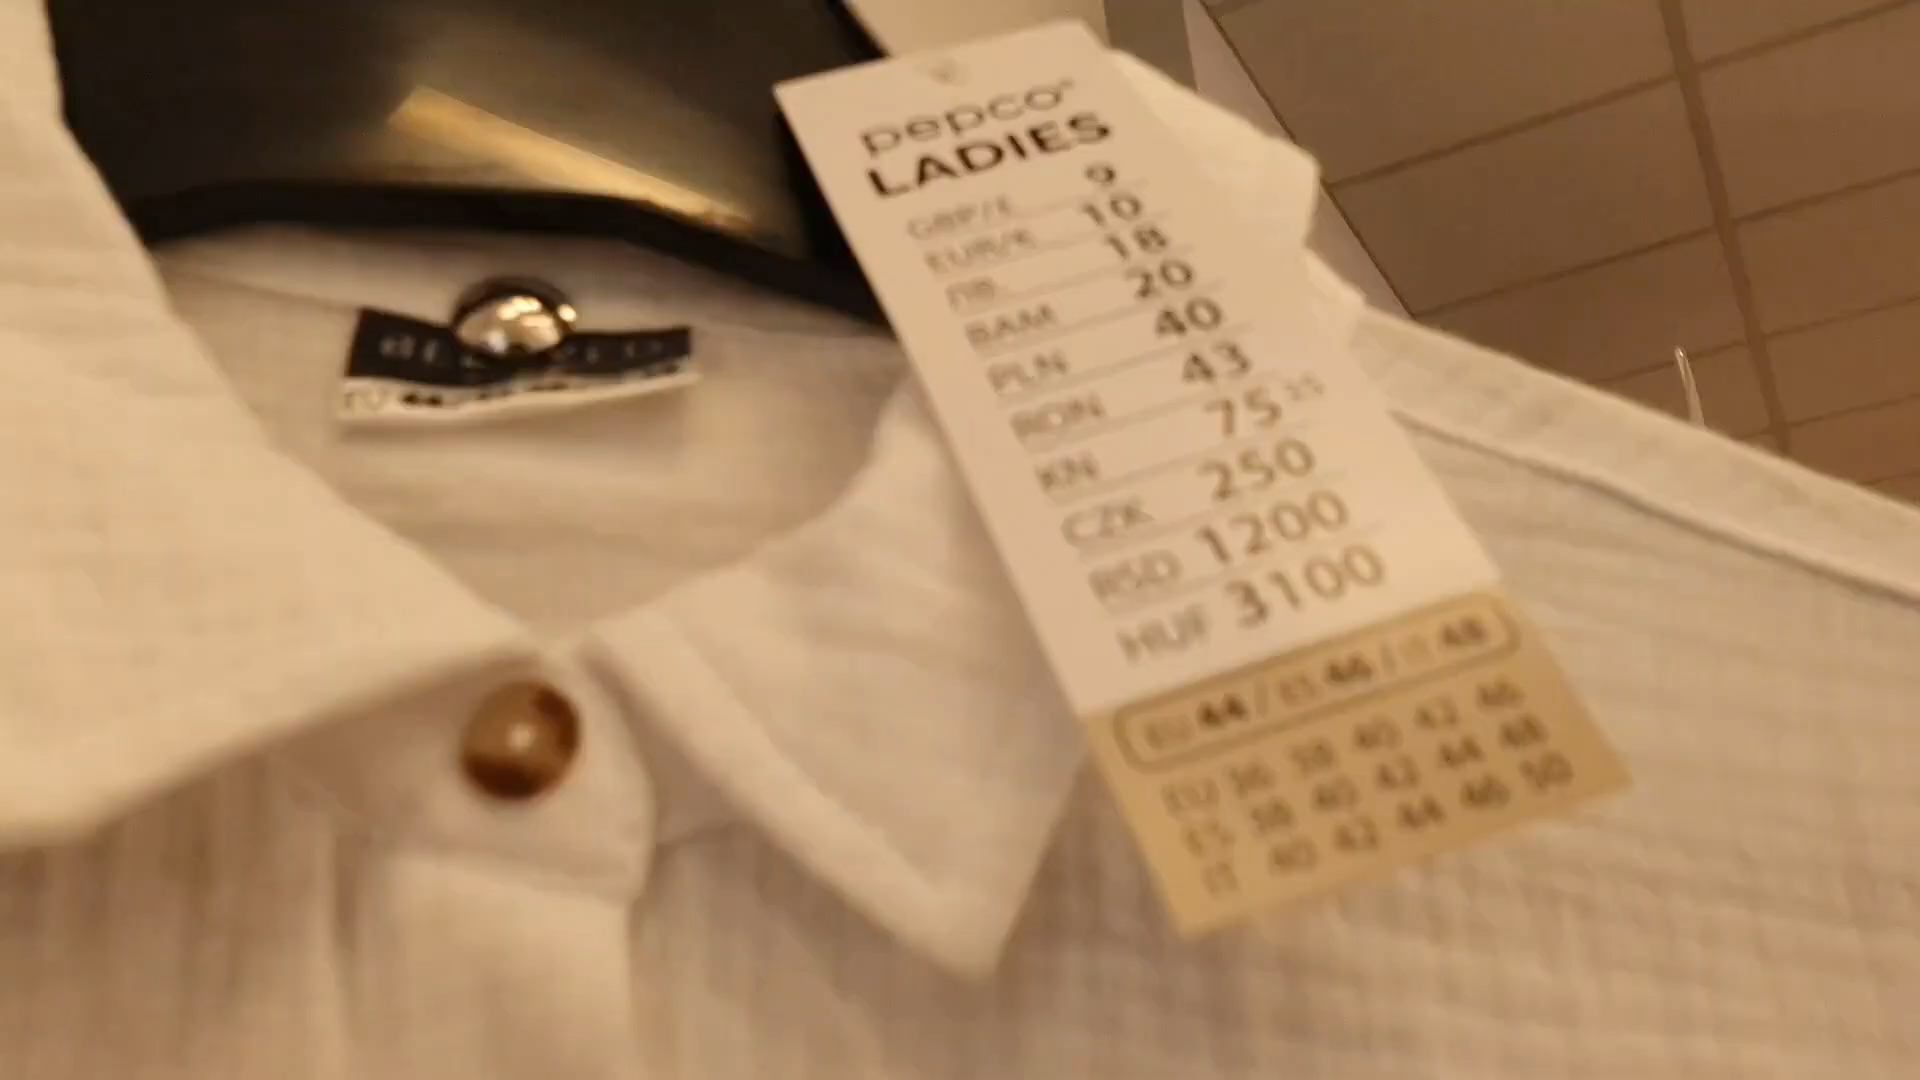 pepco®
LADIES
GBP/£ 9
EUR/€ 10
ЛВ. 18
BAM 20
PLN 40
RON 43
KN 75
CZK 250
RSD 1200
HUF 3100
EU 44 / ES 46 / IT 48
EU 36 38 40 42 46
ES 38 40 42 44 48
IT 40 42 44 46 50
EU 44